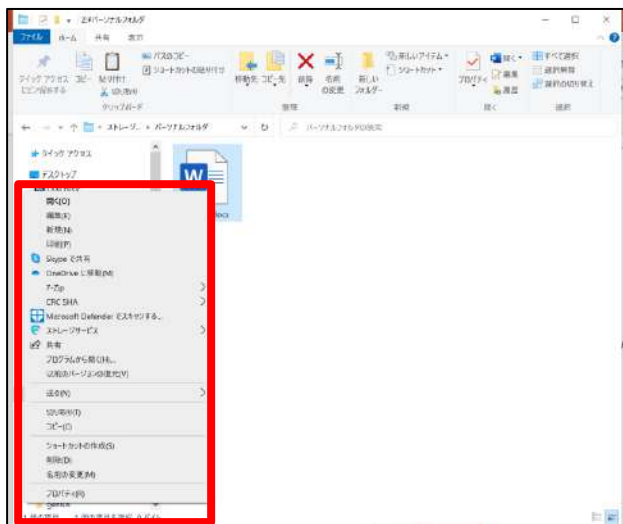 パーソナルフォルダ
ファイル ホーム 共有 表示
クイック アクセス
にピン留めする
コピー
貼り付け
パスのコピー
ショートカットの貼り付け
切り取り
クリップボード
移動先 コピー先 削除 名前
の変更
整理
新しい
フォルダー
新しいアイテム
ショートカット
新規
プロパティ
開く
編集
履歴
開く
すべて選択
選択解除
選択の切り替え
選択
ストレージ... パーソナルフォルダ
パーソナルフォルダの検索
クイック アクセス
デスクトップ
W
開く(O)
編集(E)
新規(N)
印刷(P)
Skype で共有
OneDrive に移動(M)
7-Zip
CRC SHA
Microsoft Defender でスキャンする...
ストレージサービス
共有
プログラムから開く(H)...
以前のバージョンの復元(V)
送る(N)
切り取り(T)
コピー(C)
ショートカットの作成(S)
削除(D)
名前の変更(M)
プロパティ(R)